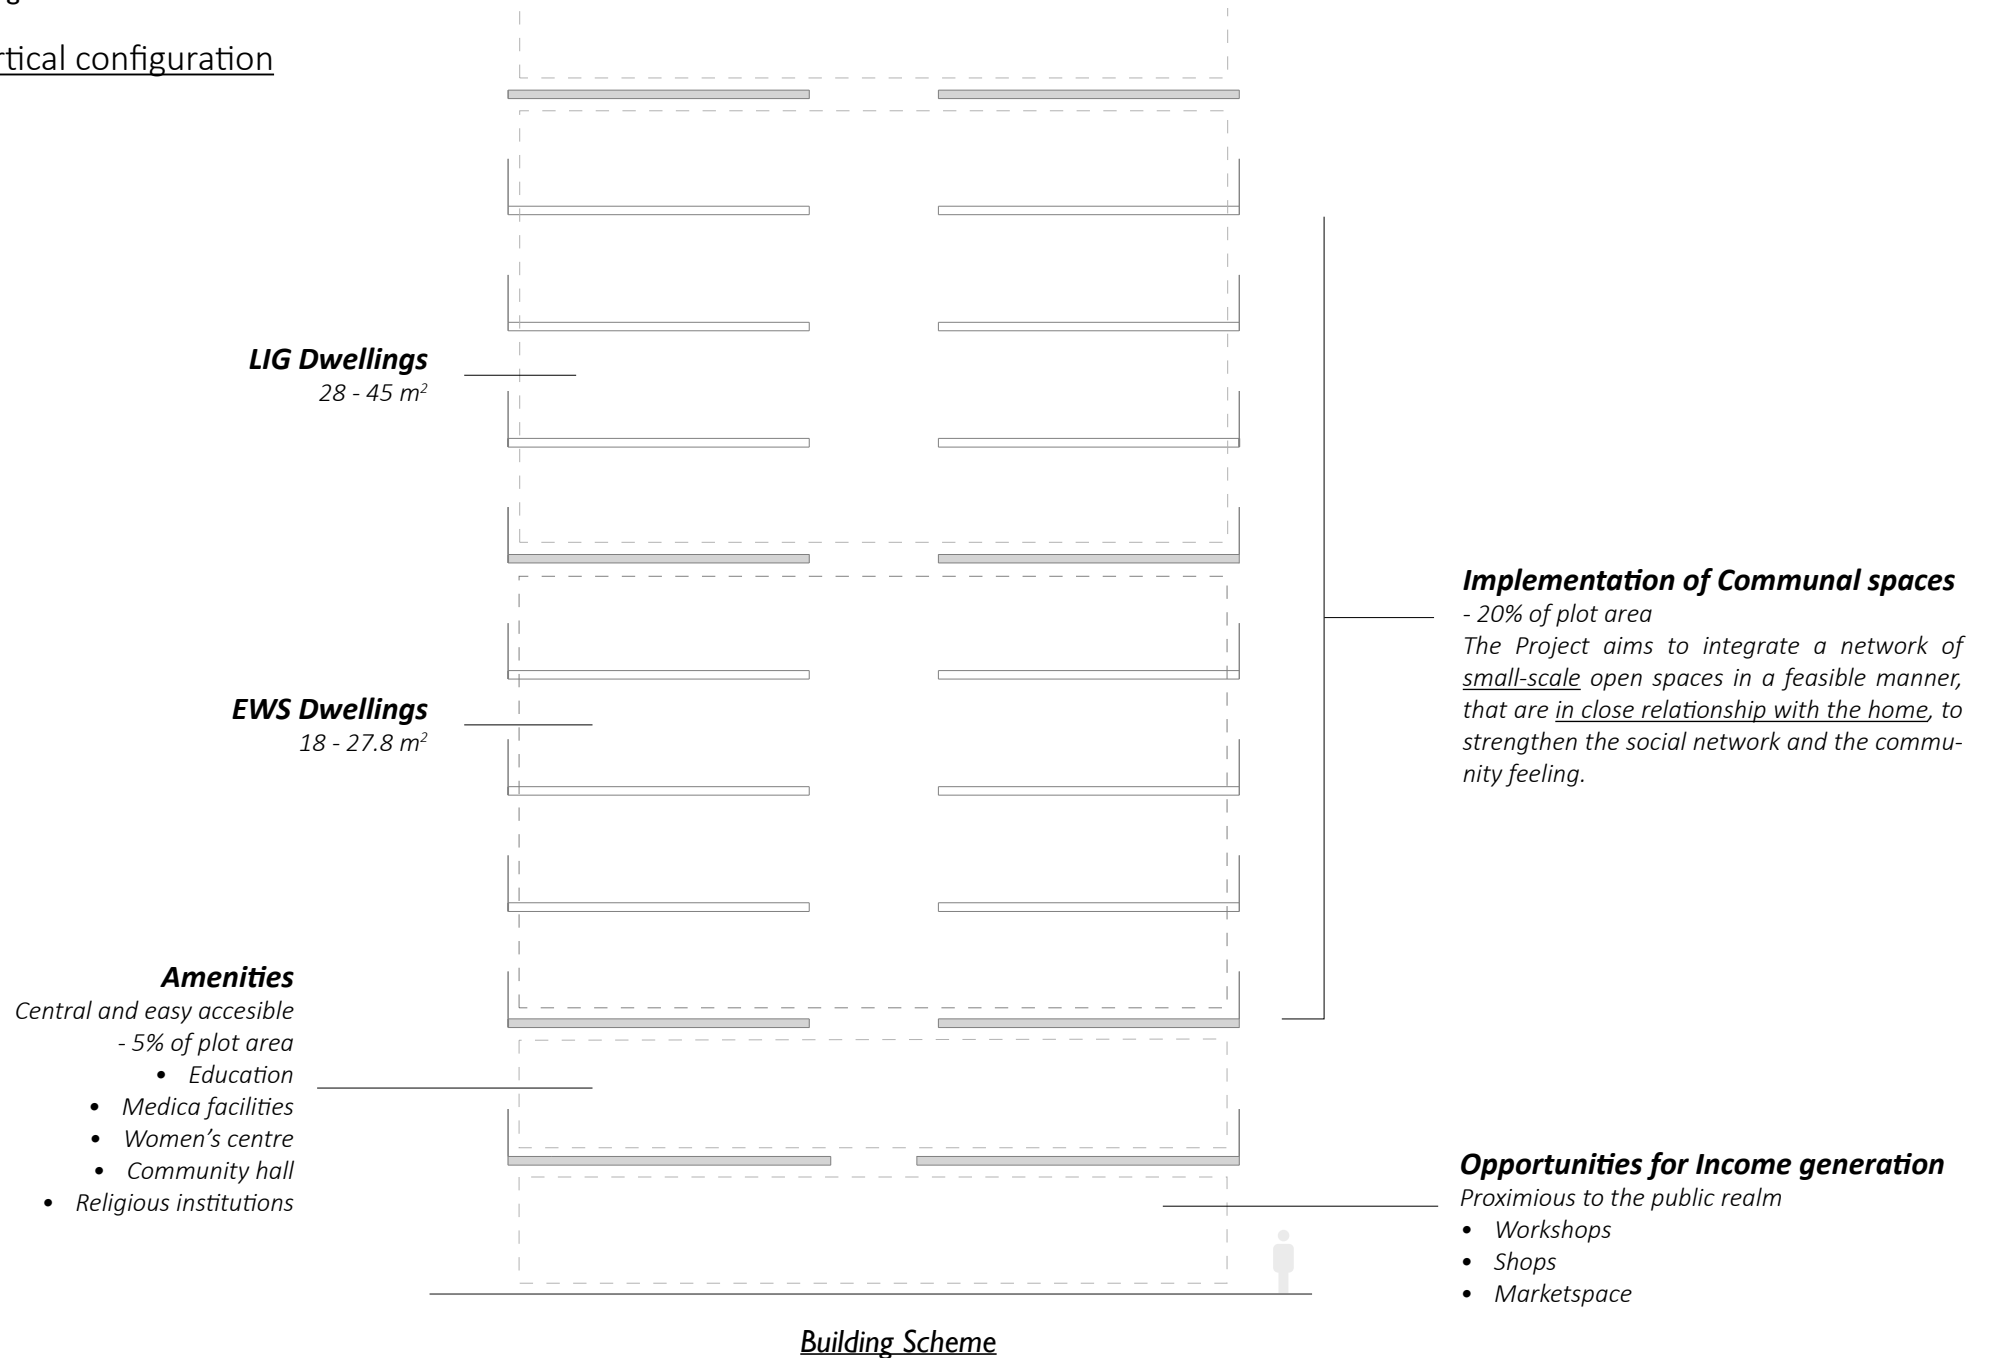 rtical configuration
LIG Dwellings
28 - 45 m²
EWS Dwellings
18 - 27.8 m²
Implementation of Communal spaces
- 20% of plot area
The Project aims to integrate a network of
small-scale open spaces in a feasible manner,
that are in close relationship with the home, to
strengthen the social network and the commu-
nity feeling.
Amenities
Central and easy accesible
- 5% of plot area
• Education
• Medica facilities
• Women’s centre
• Community hall
• Religious institutions
Opportunities for Income generation
Proximious to the public realm
• Workshops
• Shops
• Marketspace
Building Scheme